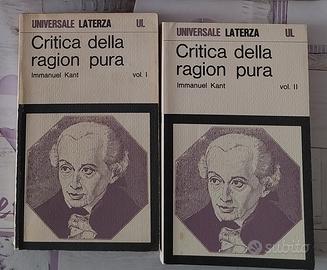 UNIVERSALE LATERZA UL
Critica della
ragion pura
Immanuel Kant vol. I
UNIVERSALE LATERZA UL
Critica della
ragion pura
Immanuel Kant vol. II
subito